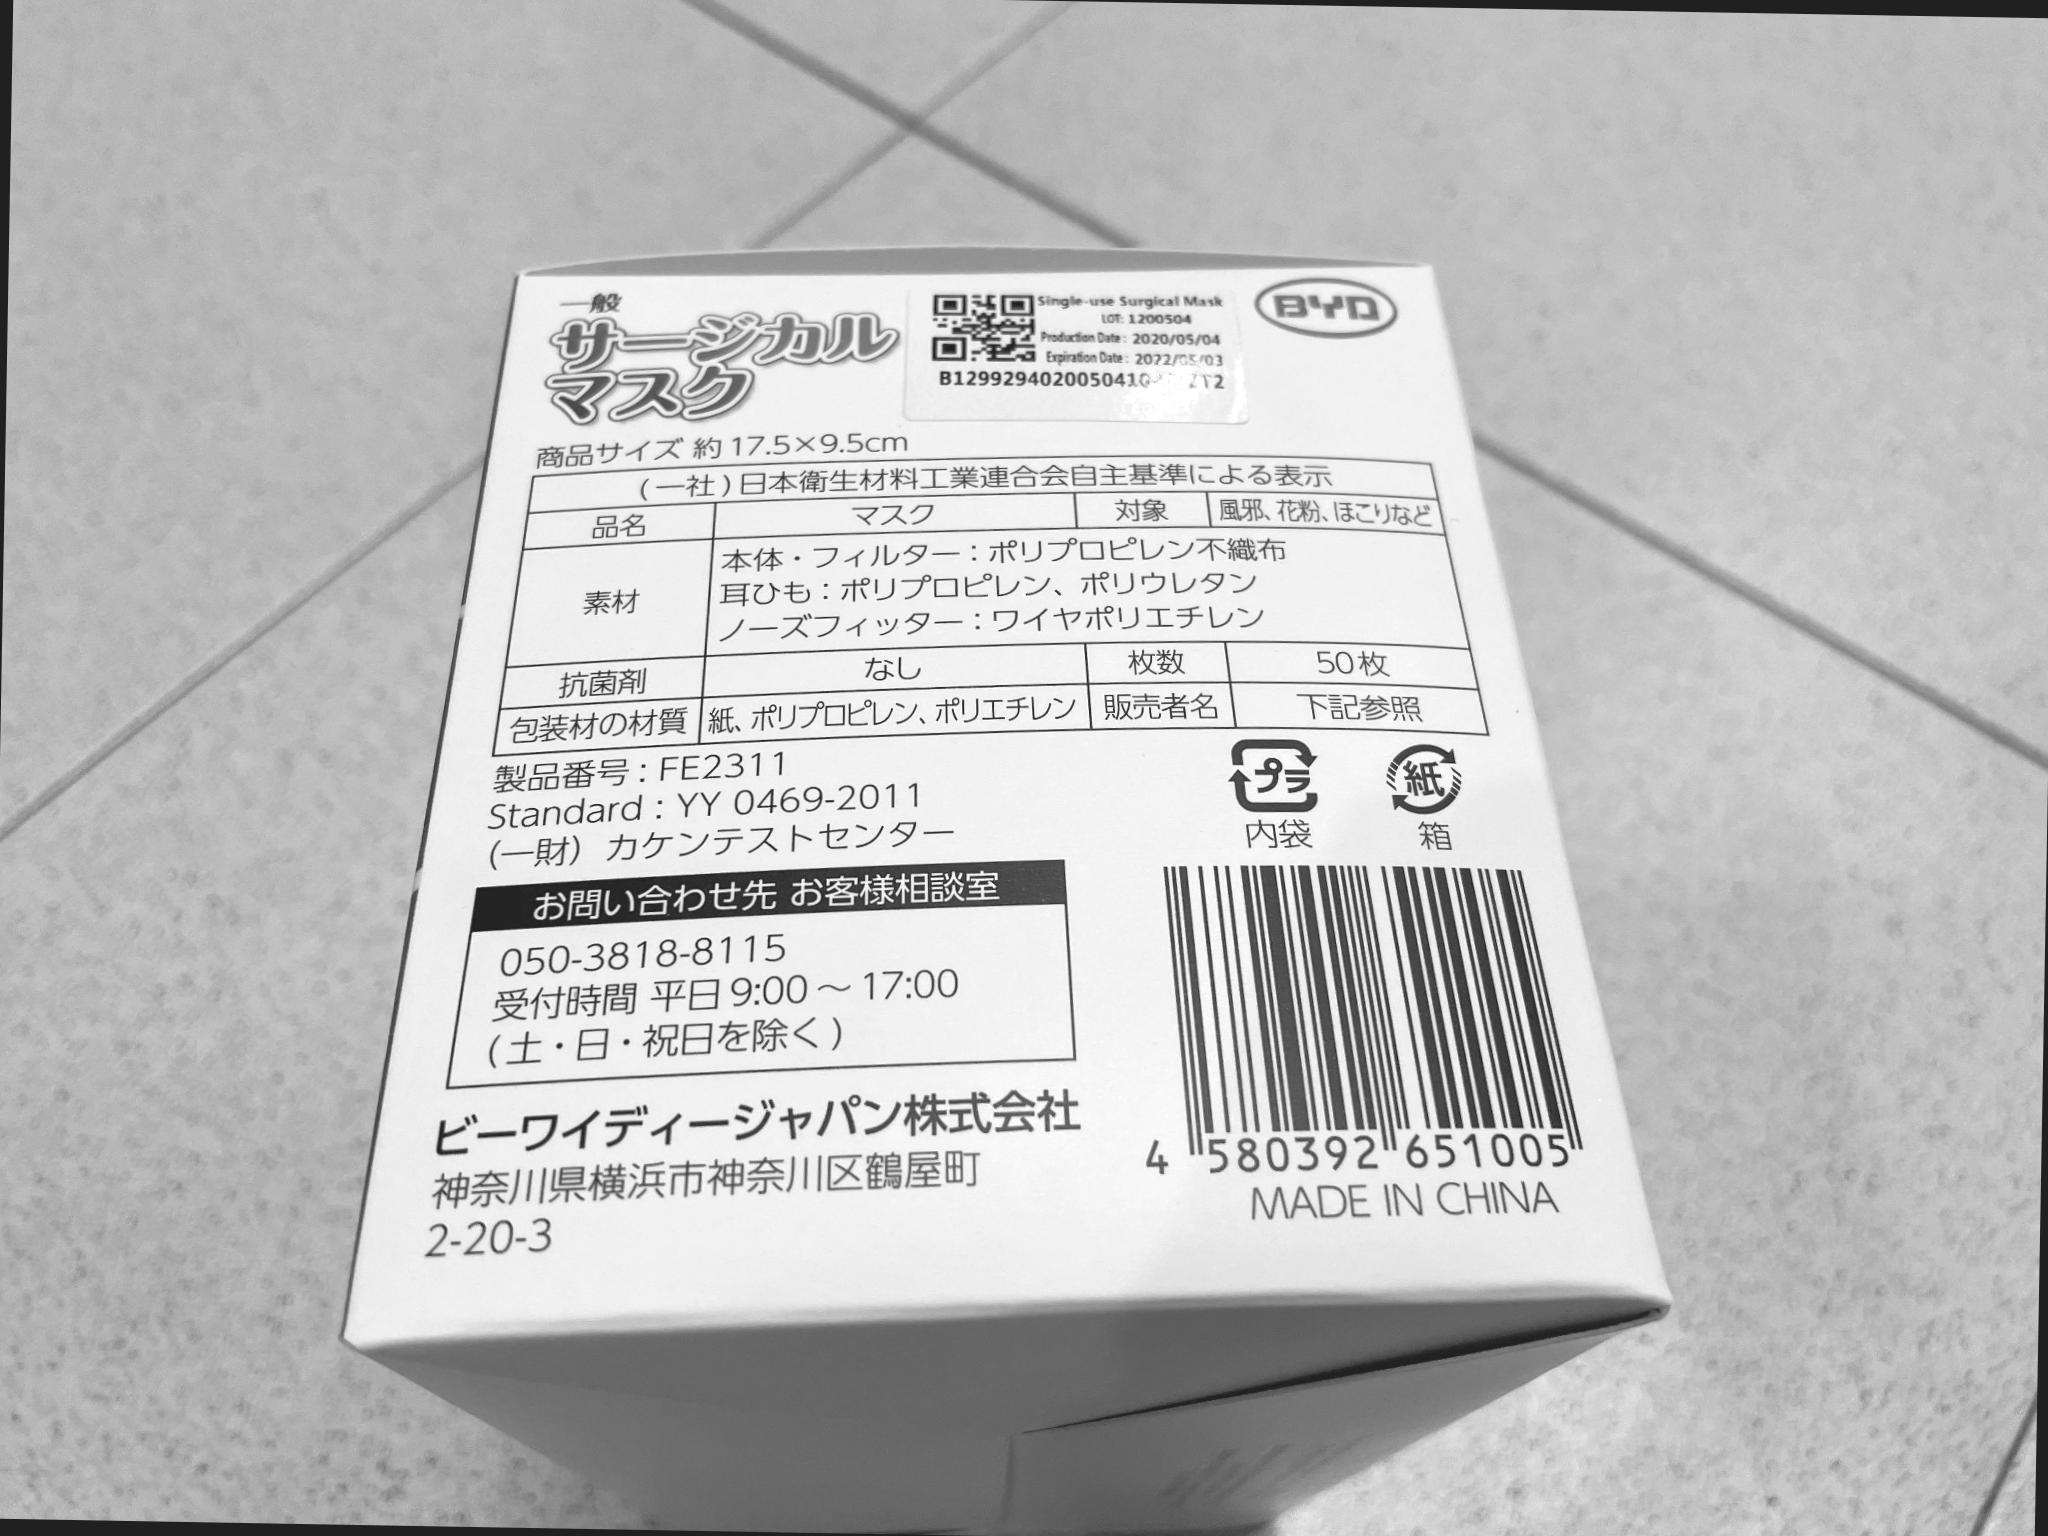 一般
サージカル
マスク
Single-use Surgical Mask
LOT: 1200504
Production Date : 2020/05/04
Expiration Date : 2022/05/03
BYD
商品サイズ 約 17.5×9.5cm
(一社)日本衛生材料工業連合会自主基準による表示
品名 マスク 対象 風邪、花粉、ほこりなど
素材 本体・フィルター：ポリプロピレン不織布
耳ひも：ポリプロピレン、ポリウレタン
ノーズフィッター：ワイヤポリエチレン
抗菌剤 なし 枚数 50枚
包装材の材質 紙、ポリプロピレン、ポリエチレン 販売者名 下記参照
製品番号：FE2311
Standard：YY 0469-2011
(一財) カケンテストセンター
プラ 紙
内袋 箱
お問い合わせ先 お客様相談室
050-3818-8115
受付時間 平日 9:00 ～ 17:00
(土・日・祝日を除く)
ビーワイディージャパン株式会社
神奈川県横浜市神奈川区鶴屋町
2-20-3
4 580392 651005
MADE IN CHINA